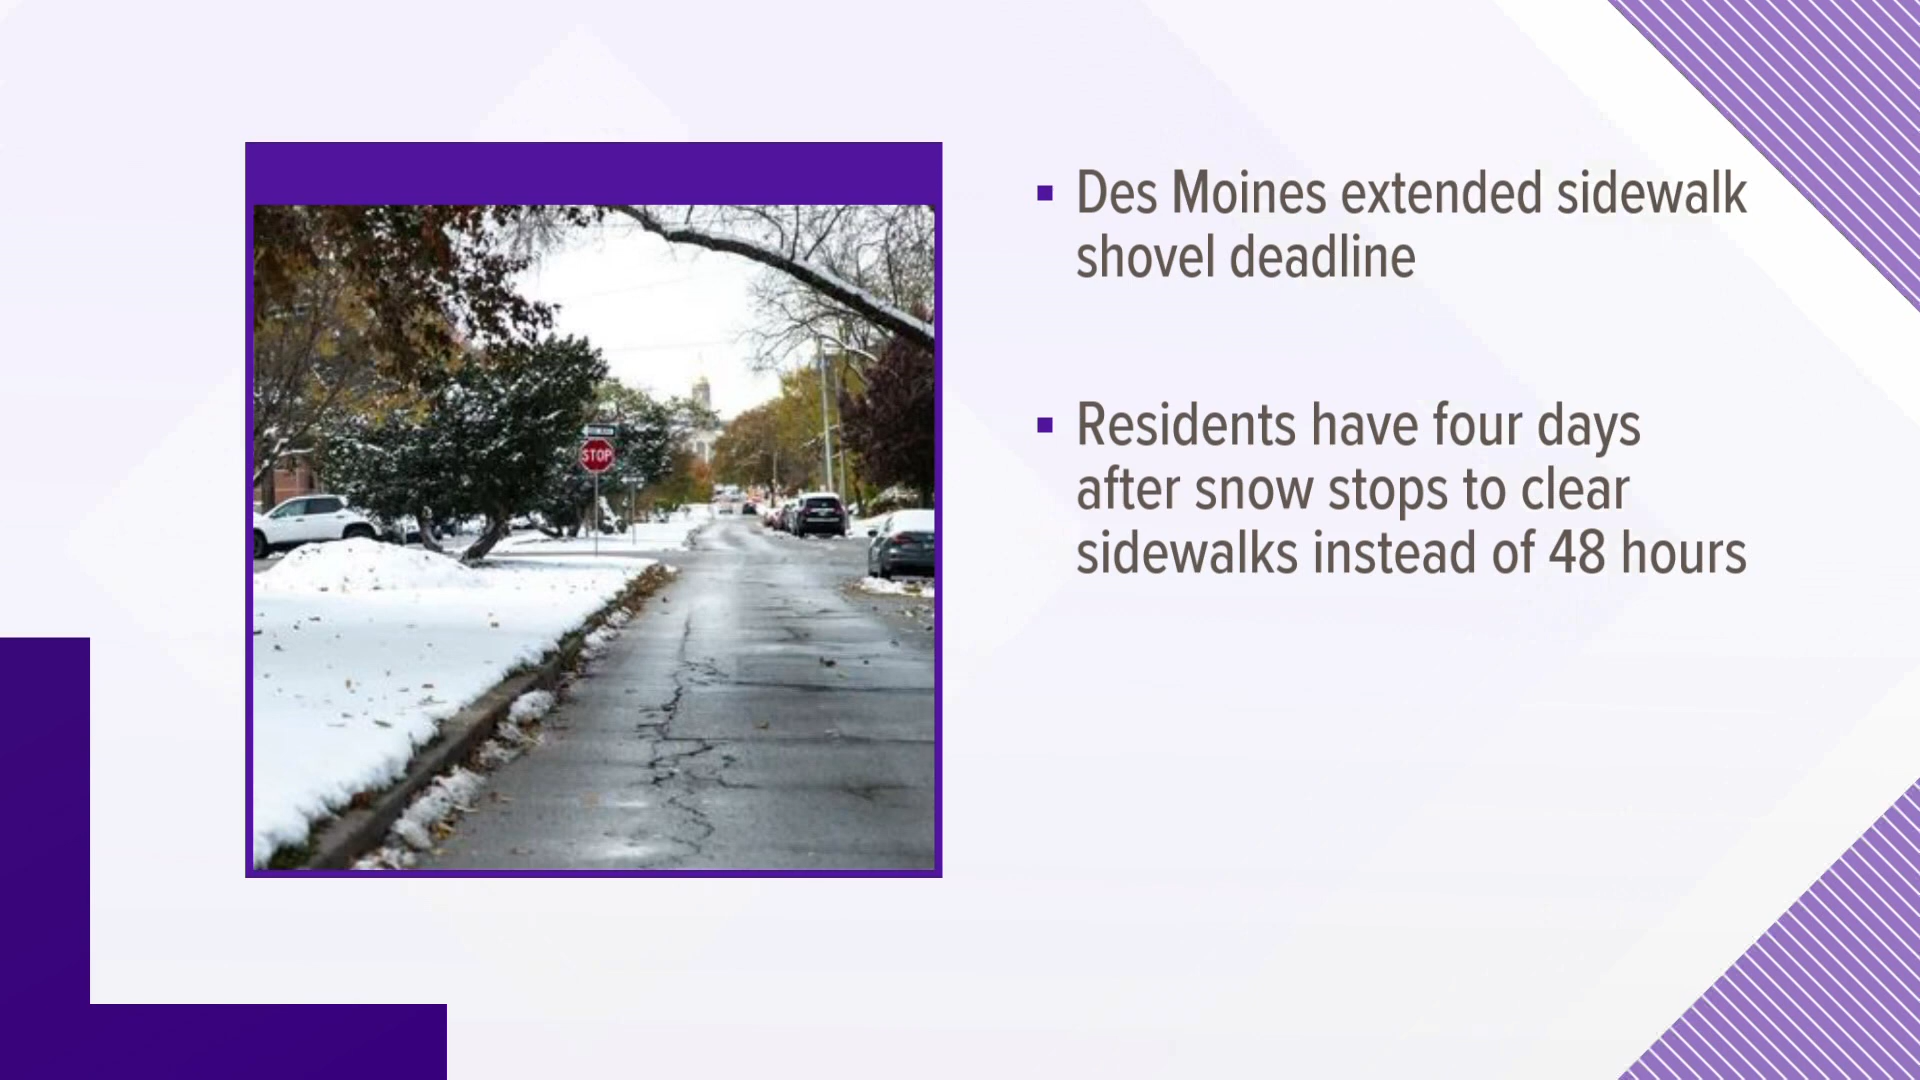 Des Moines extended sidewalk
shovel deadline
Residents have four days
after snow stops to clear
sidewalks instead of 48 hours
STOP